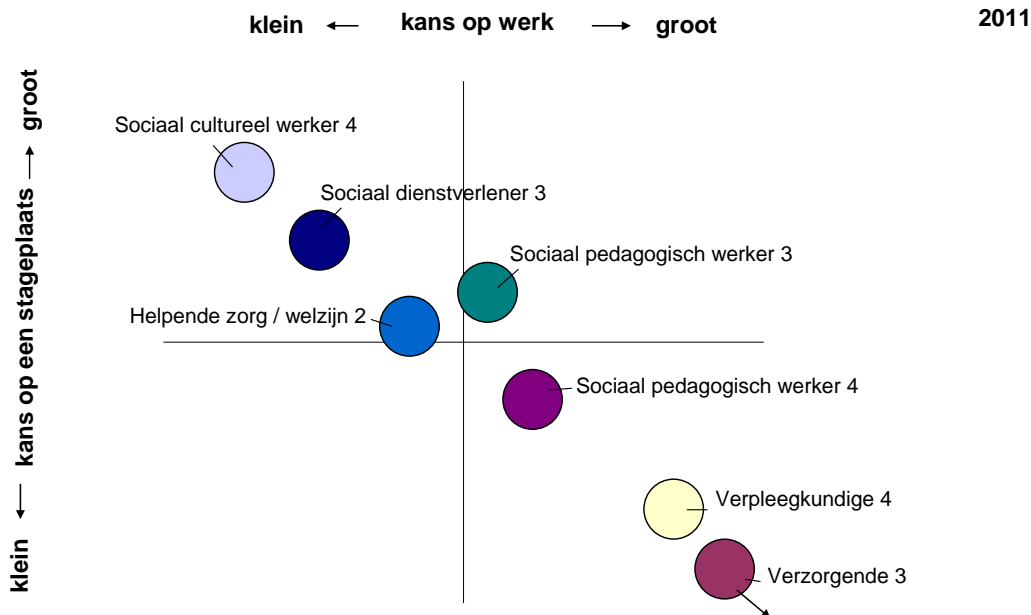 klein ← kans op werk → groot
2011
kans op een stageplaats
groot
klein
Sociaal cultureel werker 4
Sociaal dienstverlener 3
Sociaal pedagogisch werker 3
Helpende zorg / welzijn 2
Sociaal pedagogisch werker 4
Verpleegkundige 4
Verzorgende 3